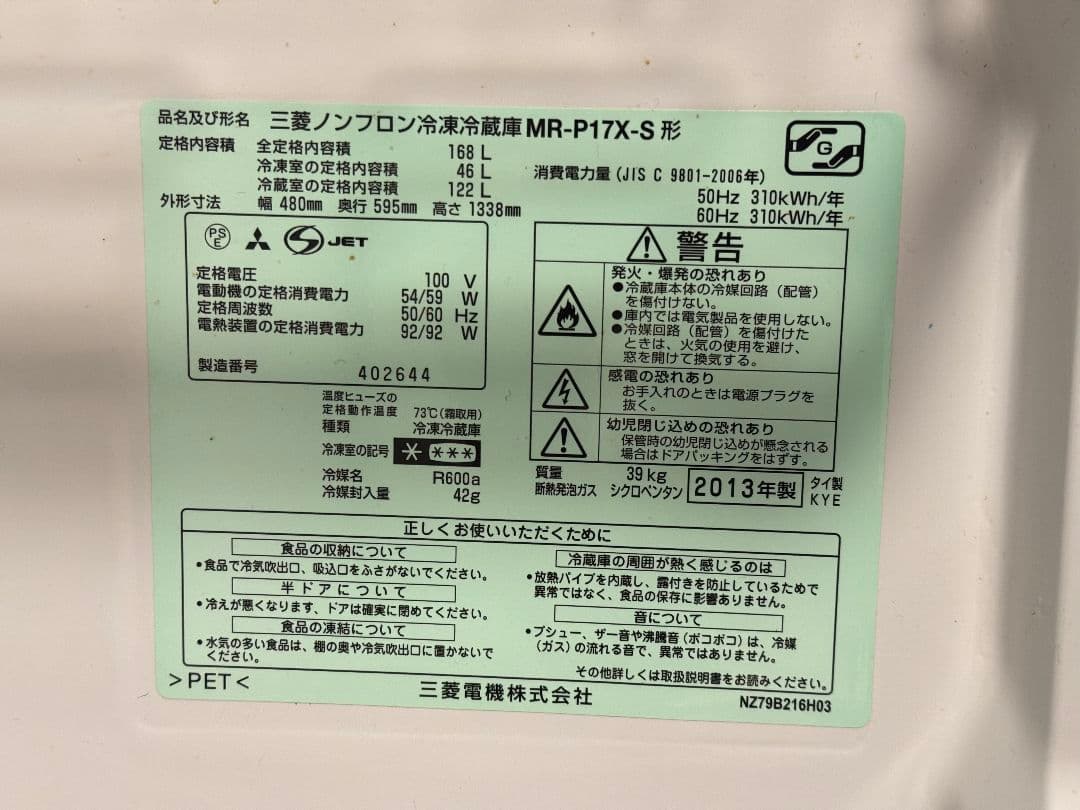 品名及び形名 三菱ノンフロン冷凍冷蔵庫 MR-P17X-S 形
定格内容積 全定格内容積 168 L
冷凍室の定格内容積 46 L
冷蔵室の定格内容積 122 L
外形寸法 幅 480mm 奥行 595mm 高さ 1338mm
G
消費電力量 (JIS C 9801-2006年)
50Hz 310kWh/年
60Hz 310kWh/年
PS E JET
定格電圧 100 V
電動機の定格消費電力 54/59 W
定格周波数 50/60 Hz
電熱装置の定格消費電力 92/92 W
製造番号 402644
温度ヒューズの
定格動作温度 73℃(霜取用)
種類 冷凍冷蔵庫
冷凍室の記号 * ***
冷媒名 R600a
冷媒封入量 42g
警告
発火・爆発の恐れあり
●冷蔵庫本体の冷媒回路(配管)
を傷付けない。
●庫内では電気製品を使用しない。
●冷媒回路(配管)を傷付けた
ときは、火気の使用を避け、
窓を開けて換気する。
感電の恐れあり
お手入れのときは電源プラグを
抜く。
幼児閉じ込めの恐れあり
保管時の幼児閉じ込めが懸念される
場合はドアパッキングをはずす。
質量 39 kg
断熱発泡ガス シクロペンタン
2013年製
タイ製
KYE
正しくお使いいただくために
食品の収納について
•食品で冷気吹出口、吸込口をふさがないでください。
半ドアについて
•冷えが悪くなります、ドアは確実に閉めてください。
食品の凍結について
•水気の多い食品は、棚の奥や冷気吹出口に置かないで
ください。
冷蔵庫の周囲が熱く感じるのは
•放熱パイプを内蔵し、露付きを防止しているためで
異常ではなく、食品の保存に影響ありません。
音について
•プシュー、ザー音や沸騰音(ボコボコ)は、冷媒
(ガス)の流れる音で、異常ではありません。
その他詳しくは取扱説明書をお読みください。
>PET<
三菱電機株式会社
NZ79B216H03